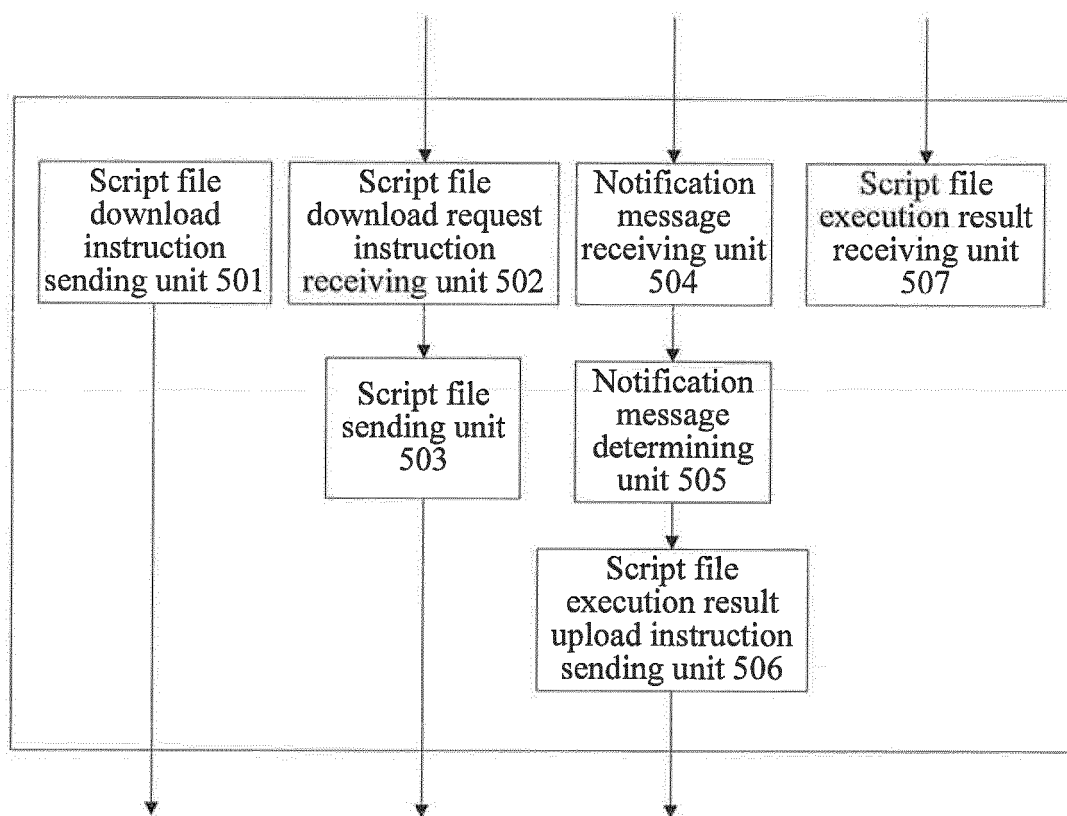 Script file
download
instruction
sending unit 501
Script file
download request
instruction
receiving unit 502
Notification
message
receiving unit
504
Script file
execution result
receiving unit
507
Script file
sending unit
503
Notification
message
determining
unit 505
Script file
execution result
upload instruction
sending unit 506